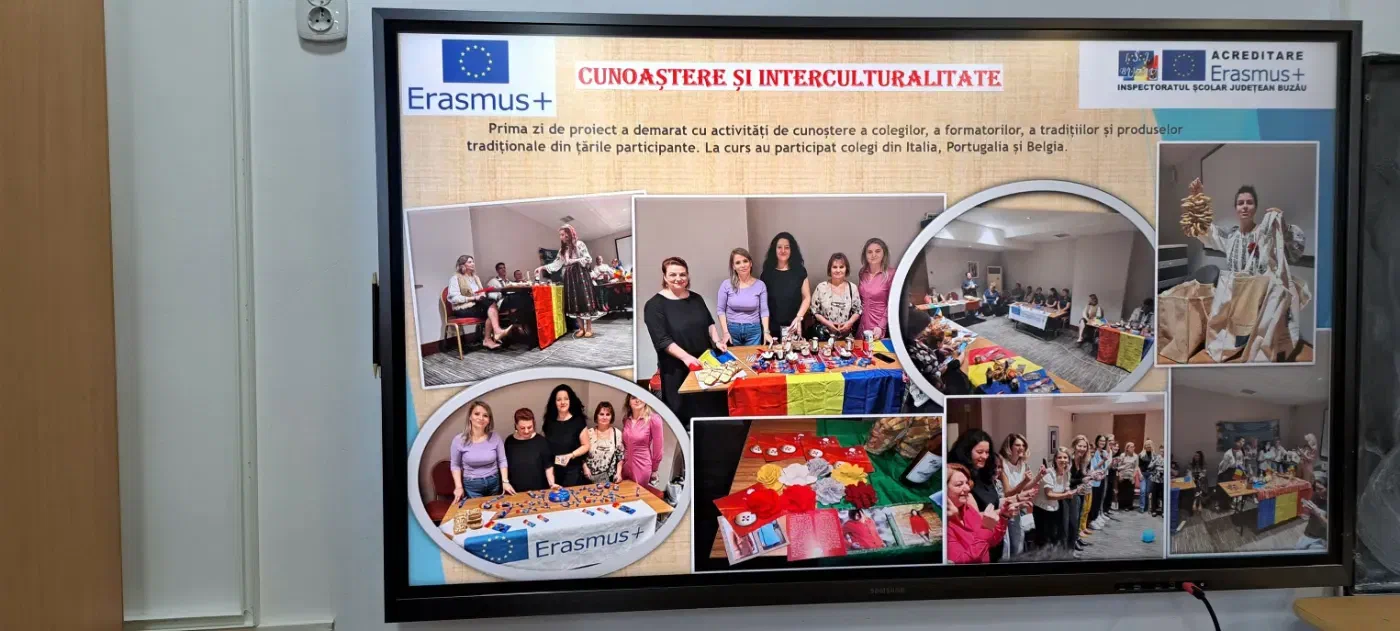 Erasmus+
CUNOAȘTERE ȘI INTERCULTURALITATE
ACREDITARE
Erasmus+
INSPECTORATUL ȘCOLAR JUDEȚEAN BUZĂU
Prima zi de proiect a demarat cu activități de cunoștere a colegilor, a formatorilor, a tradițiilor și produselor
tradiționale din țările participante. La curs au participat colegi din Italia, Portugalia și Belgia.
Erasmus+
SAMSUNG